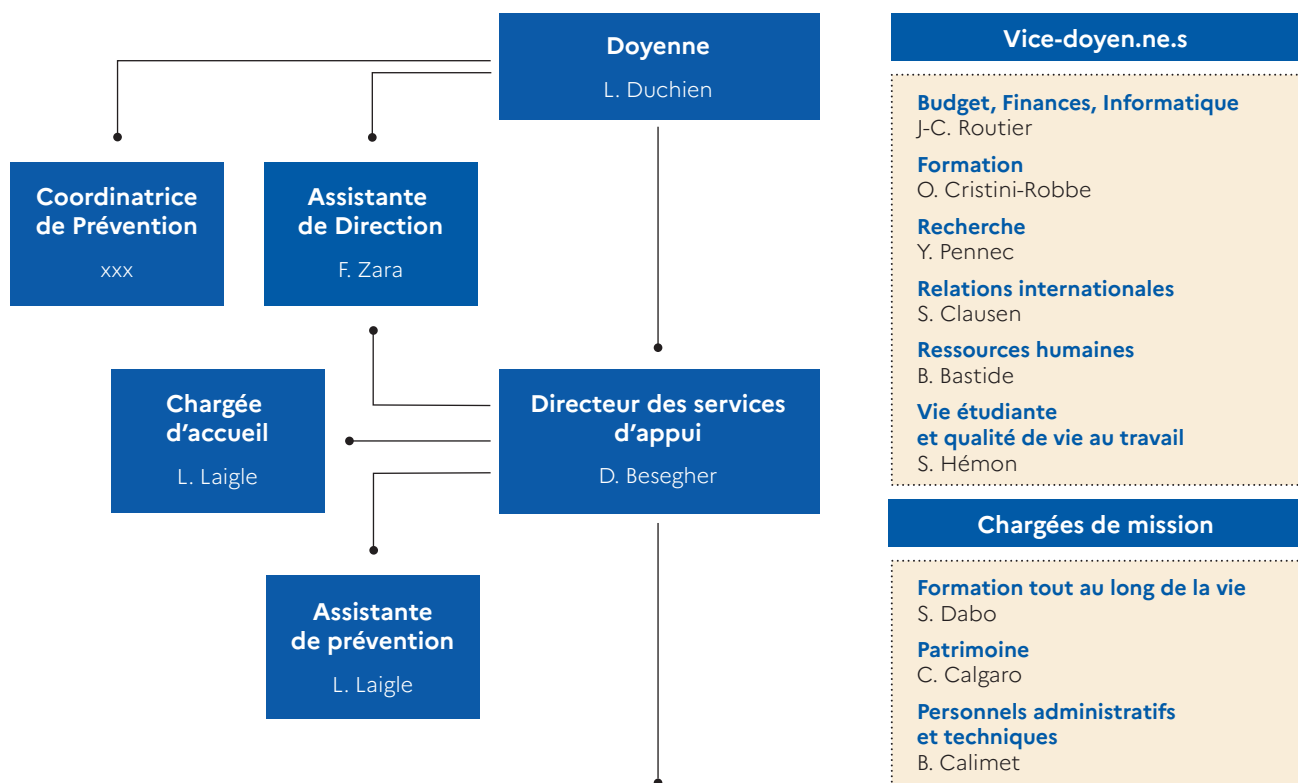 Doyenne
L. Duchien
Coordinatrice
de Prévention
xxx
Assistante
de Direction
F. Zara
Chargée
d’accueil
L. Laigle
Directeur des services
d’appui
D. Besegher
Assistante
de prévention
L. Laigle
Vice-doyen.ne.s
Budget, Finances, Informatique
J-C. Routier
Formation
O. Cristini-Robbe
Recherche
Y. Pennec
Relations internationales
S. Clausen
Ressources humaines
B. Bastide
Vie étudiante
et qualité de vie au travail
S. Hémon
Chargées de mission
Formation tout au long de la vie
S. Dabo
Patrimoine
C. Calgaro
Personnels administratifs
et techniques
B. Calimet